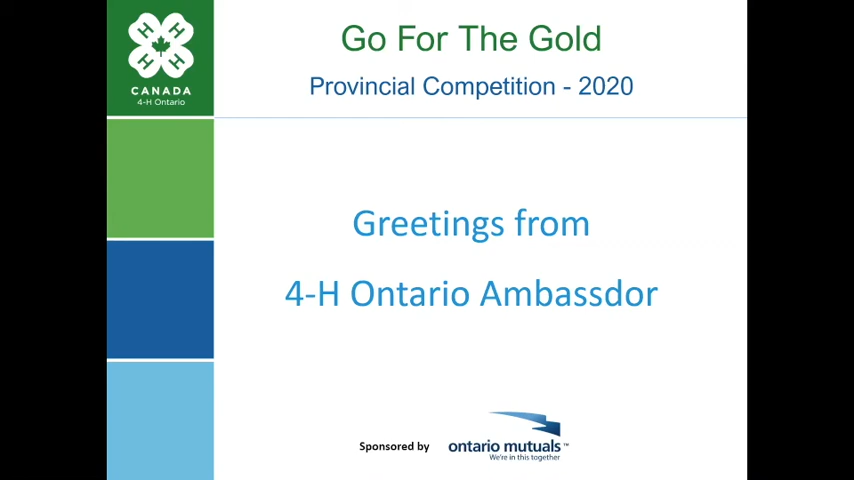 Go For The Gold
Provincial Competition - 2020
H H
H H
CANADA
4-H Ontario
Greetings from
4-H Ontario Ambassdor
Sponsored by
ontario mutuals™
We're in this together